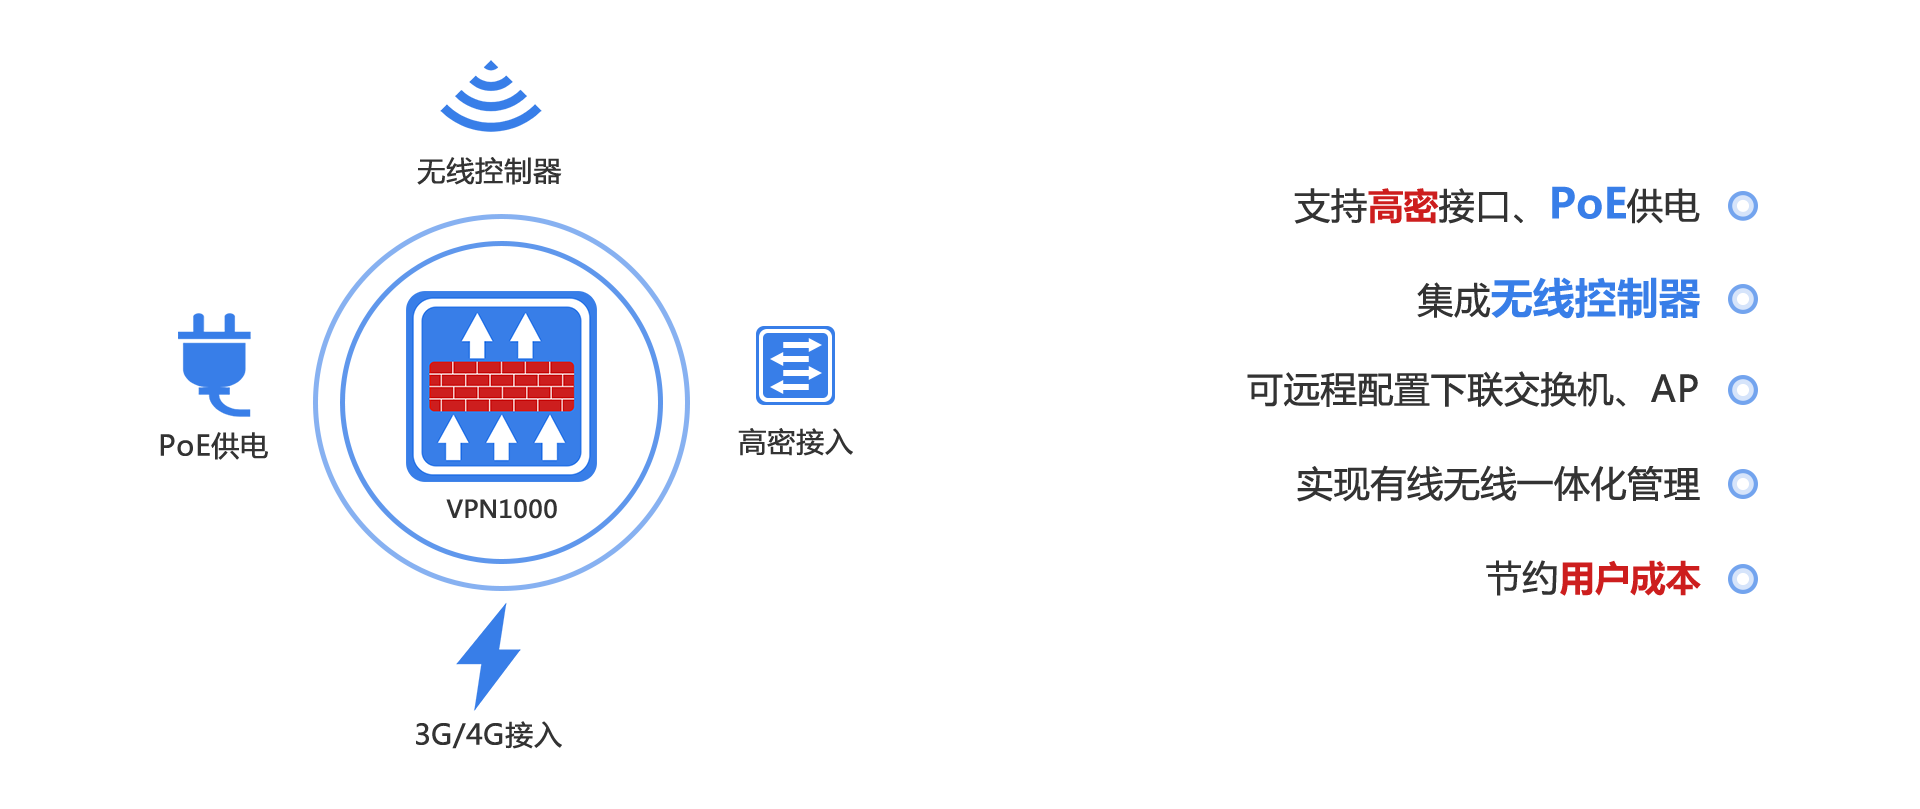 无线控制器
PoE供电
VPN1000
高密接入
3G/4G接入
支持高密接口、PoE供电
集成无线控制器
可远程配置下联交换机、AP
实现有线无线一体化管理
节约用户成本